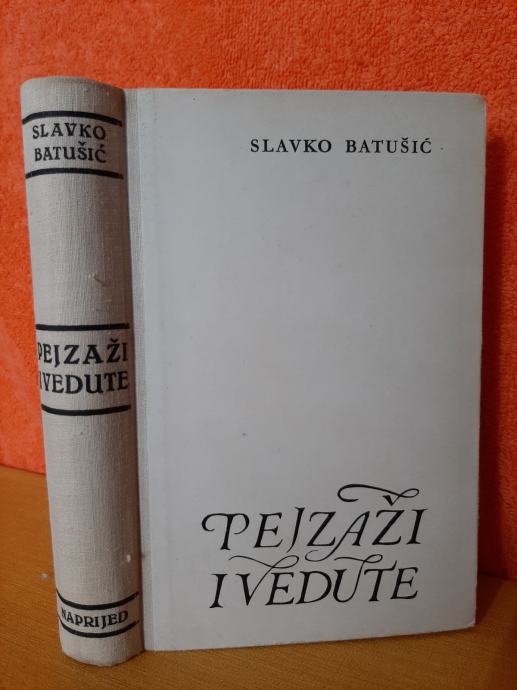 SLAVKO
BATUŠIĆ
PEJZAŽI
I VEDUTE
NAPRIJED
SLAVKO BATUŠIĆ
PEJZAŽI
I VEDUTE